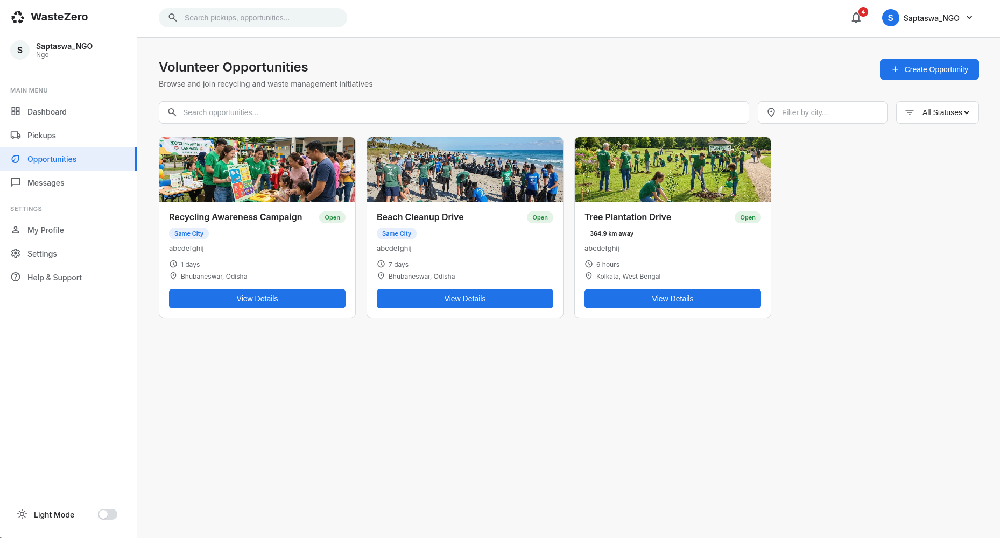 WasteZero
Search pickups, opportunities...
4
S
Saptaswa_NGO
S
Saptaswa_NGO
Ngo
MAIN MENU
Dashboard
Pickups
Opportunities
Messages
SETTINGS
My Profile
Settings
Help & Support
Light Mode
Volunteer Opportunities
Browse and join recycling and waste management initiatives
Create Opportunity
Search opportunities...
Filter by city...
All Statuses
RECYCLING AWARENESS
CAMPAIGN
Recycling Awareness Campaign
Open
Same City
abcdefghij
1 days
Bhubaneswar, Odisha
View Details
Beach Cleanup Drive
Open
Same City
abcdefghij
7 days
Bhubaneswar, Odisha
View Details
TREE PLANTATION DRIVE
Tree Plantation Drive
Open
364.9 km away
abcdefghij
6 hours
Kolkata, West Bengal
View Details